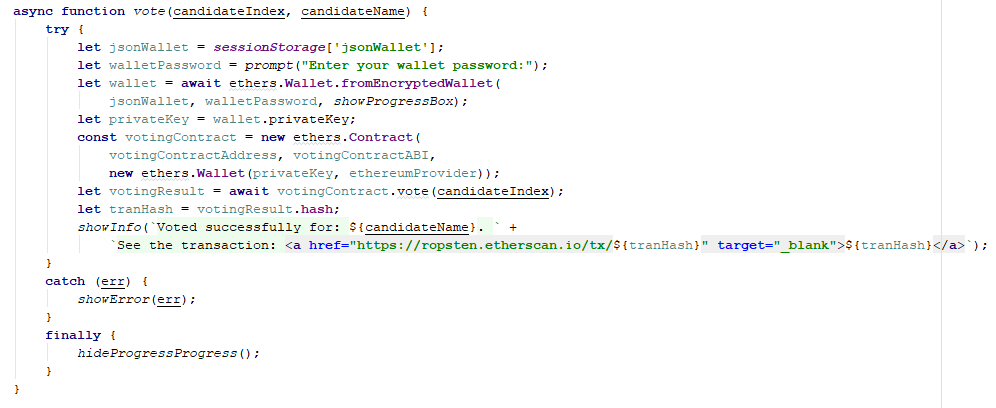 async function vote(candidateIndex, candidateName) {
    try {
        let jsonWallet = sessionStorage['jsonWallet'];
        let walletPassword = prompt("Enter your wallet password:");
        let wallet = await ethers.Wallet.fromEncryptedWallet(
            jsonWallet, walletPassword, showProgressBox);
        let privateKey = wallet.privateKey;
        const votingContract = new ethers.Contract(
            votingContractAddress, votingContractABI,
            new ethers.Wallet(privateKey, ethereumProvider));
        let votingResult = await votingContract.vote(candidateIndex);
        let tranHash = votingResult.hash;
        showInfo(`Voted successfully for: ${candidateName}. ` +
            `See the transaction: <a href="https://ropsten.etherscan.io/tx/${tranHash}" target="_blank">${tranHash}</a>`);
    }
    catch (err) {
        showError(err);
    }
    finally {
        hideProgressProgress();
    }
}